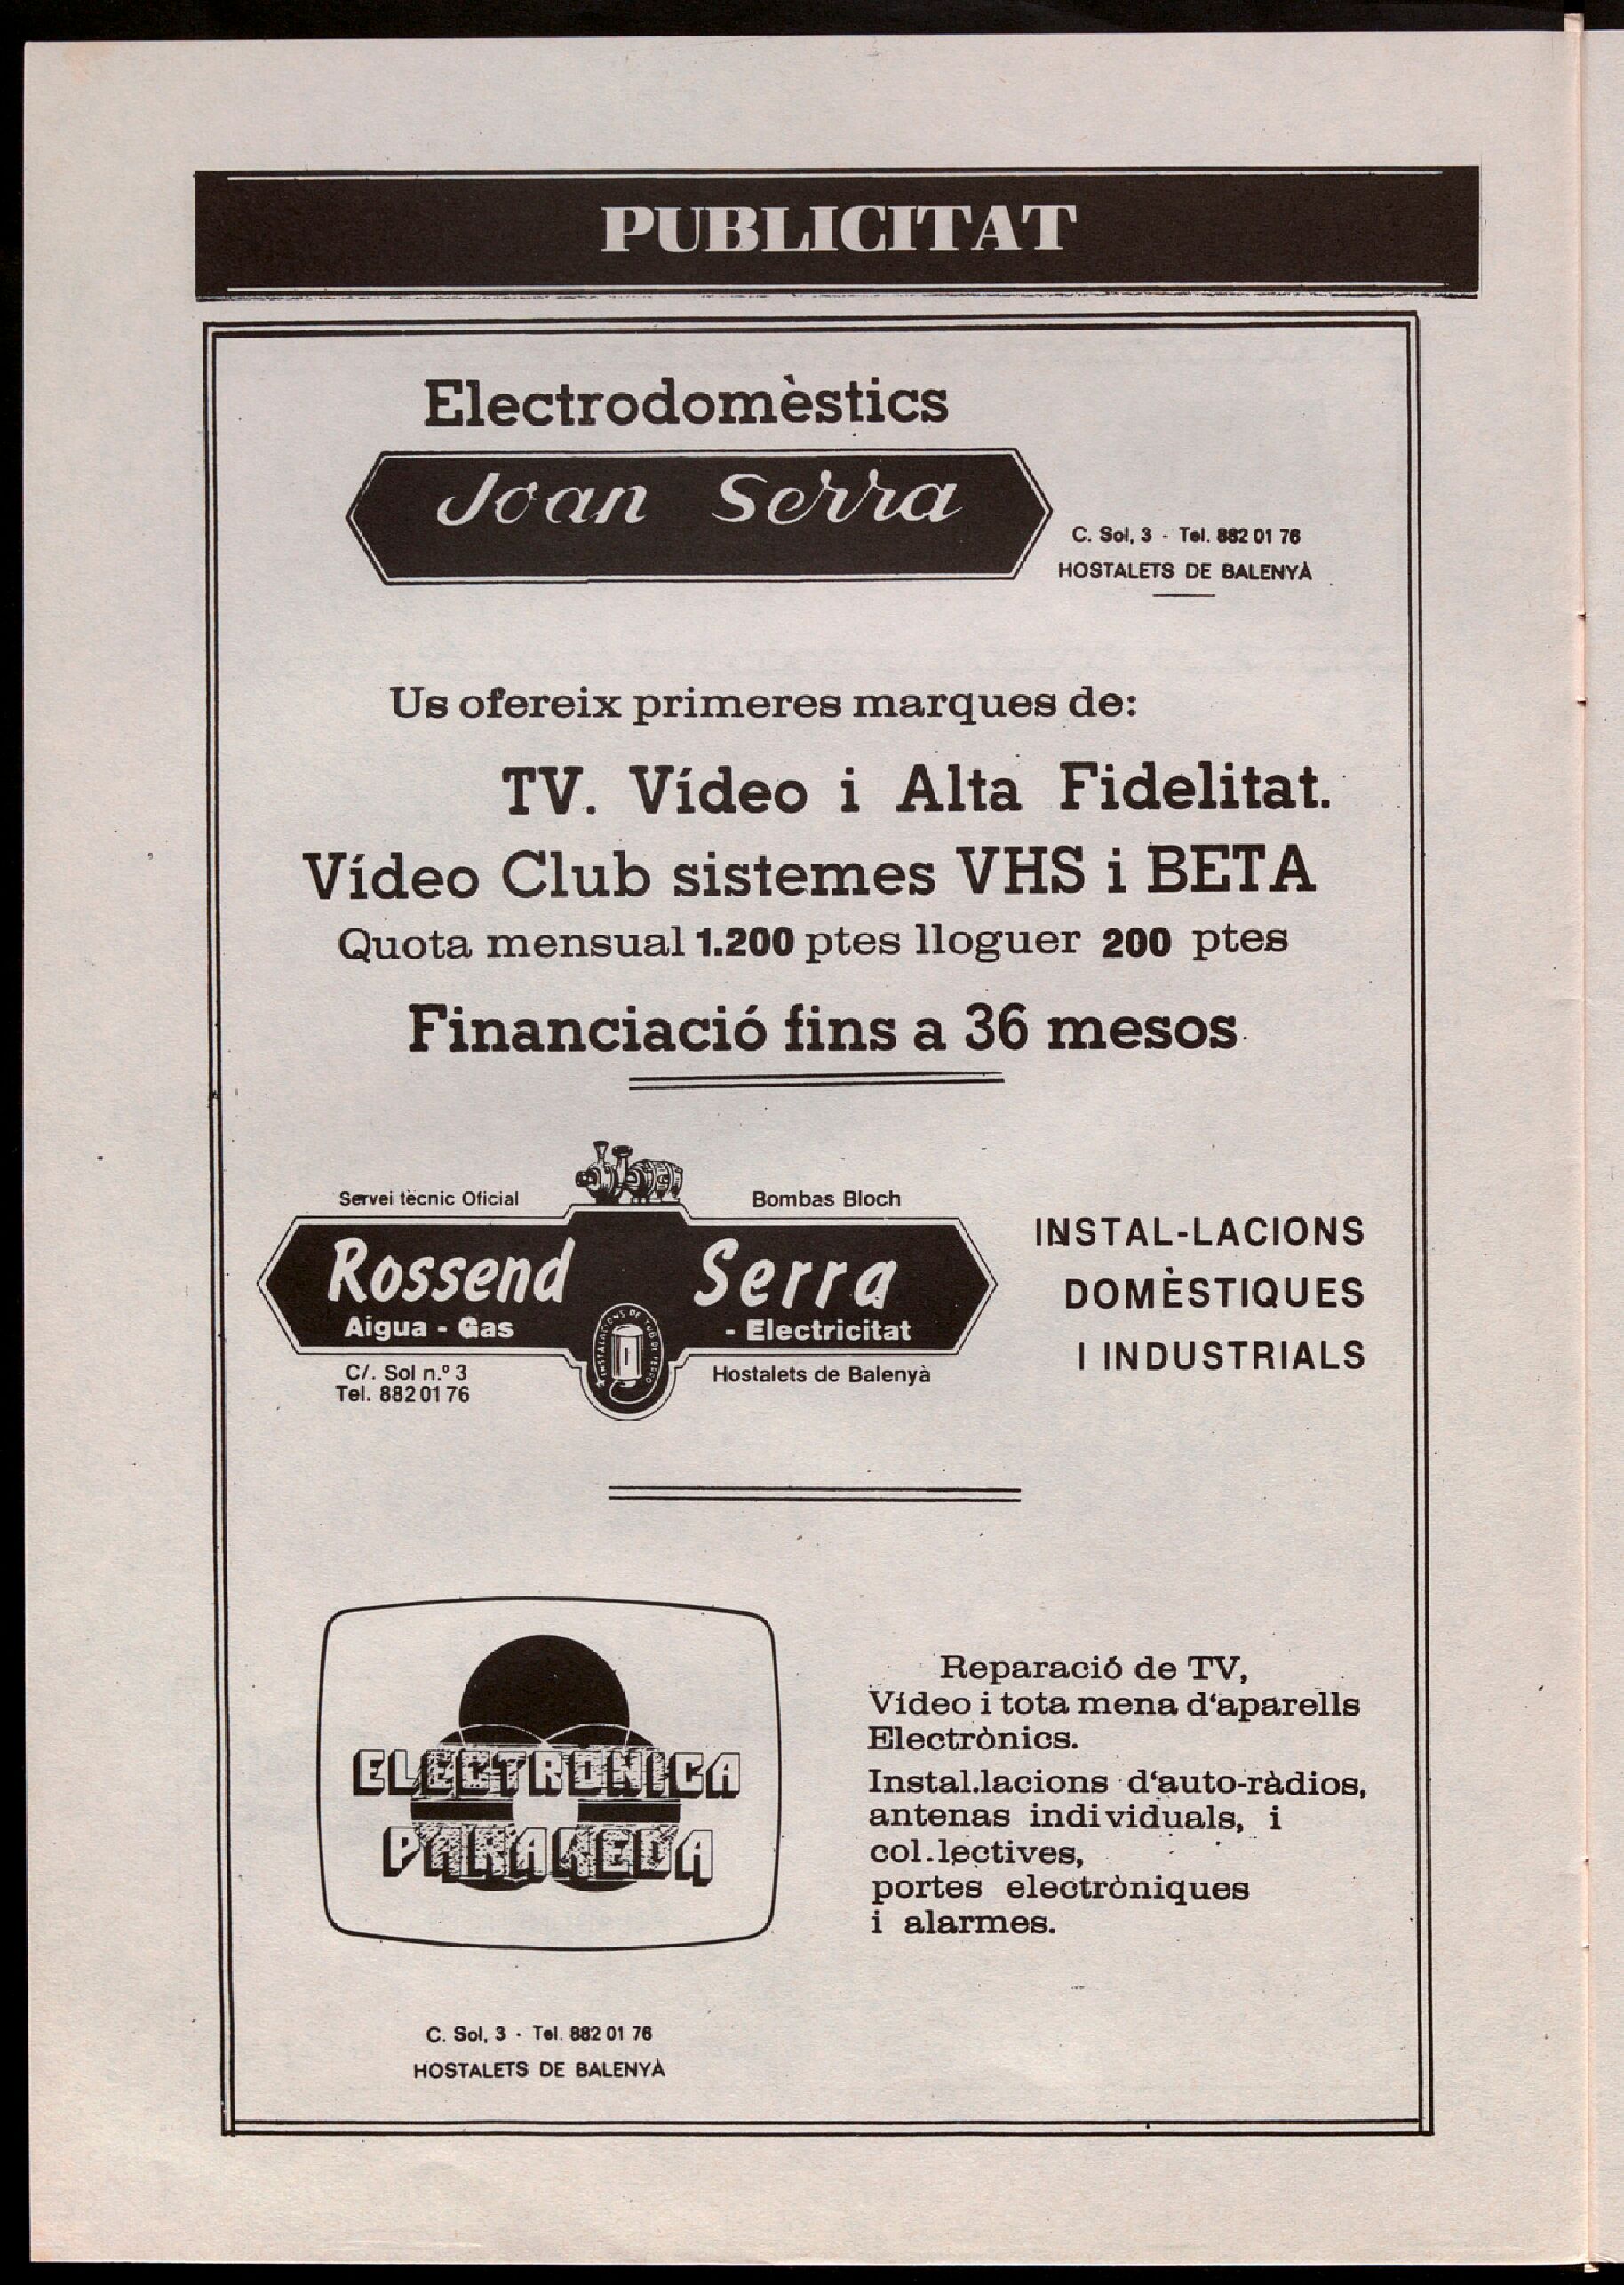 PUBLICITAT
Electrodomèstics
Joan Serra
C. Sol, 3 - Tel. 882 01 76
HOSTALETS DE BALENYÀ
Us ofereix primeres marques de:
TV. Vídeo i Alta Fidelitat.
Vídeo Club sistemes VHS i BETA
Quota mensual 1.200 ptes lloguer 200 ptes
Financiació fins a 36 mesos
Servei tècnic Oficial Bombas Bloch
Rossend Serra
Aigua - Gas - Electricitat
INSTALACIONS DE
C/. Sol n.º 3
Tel. 882 01 76
Hostalets de Balenyà
INSTAL-LACIONS
DOMÈSTIQUES
I INDUSTRIALS
ELECTRONICA
PARAREDA
Reparació de TV,
Vídeo i tota mena d'aparells
Electrònics.
Instal.lacions d'auto-ràdios,
antenas individuals, i
col.lectives,
portes electròniques
i alarmes.
C. Sol, 3 - Tel. 882 01 76
HOSTALETS DE BALENYÀ